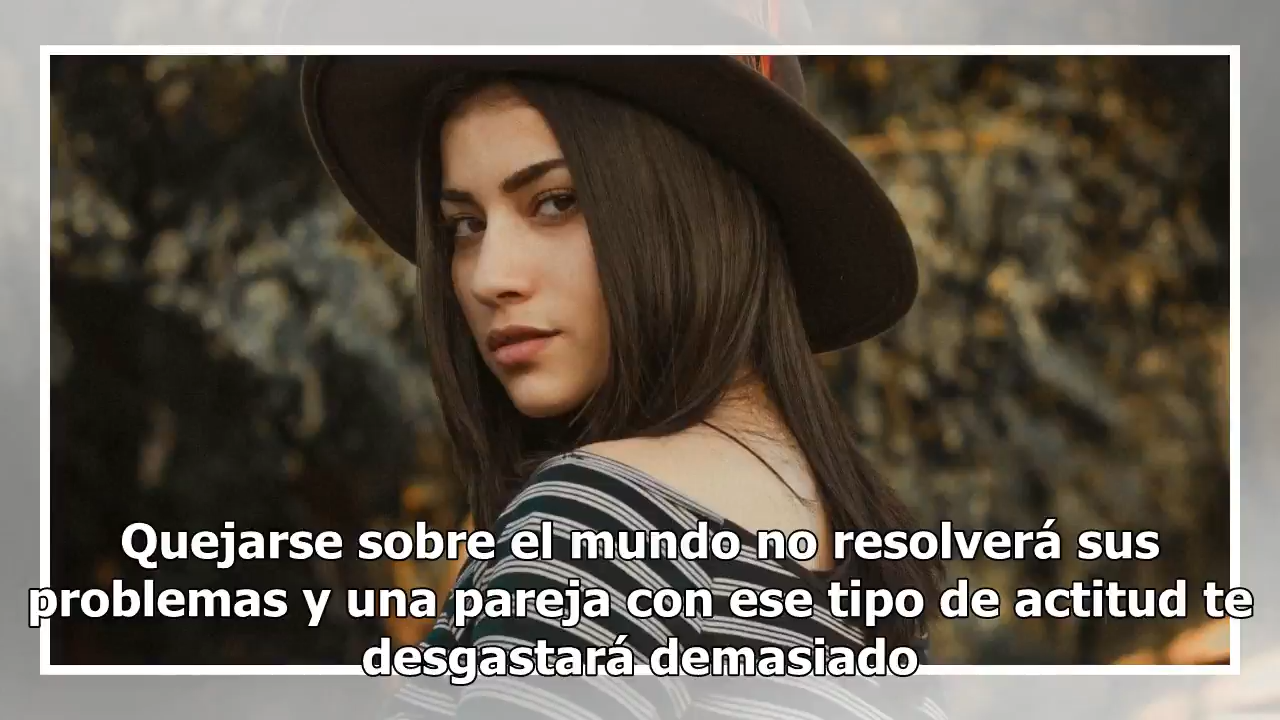 Quejarse sobre el mundo no resolverá sus
problemas y una pareja con ese tipo de actitud te
desgastará demasiado